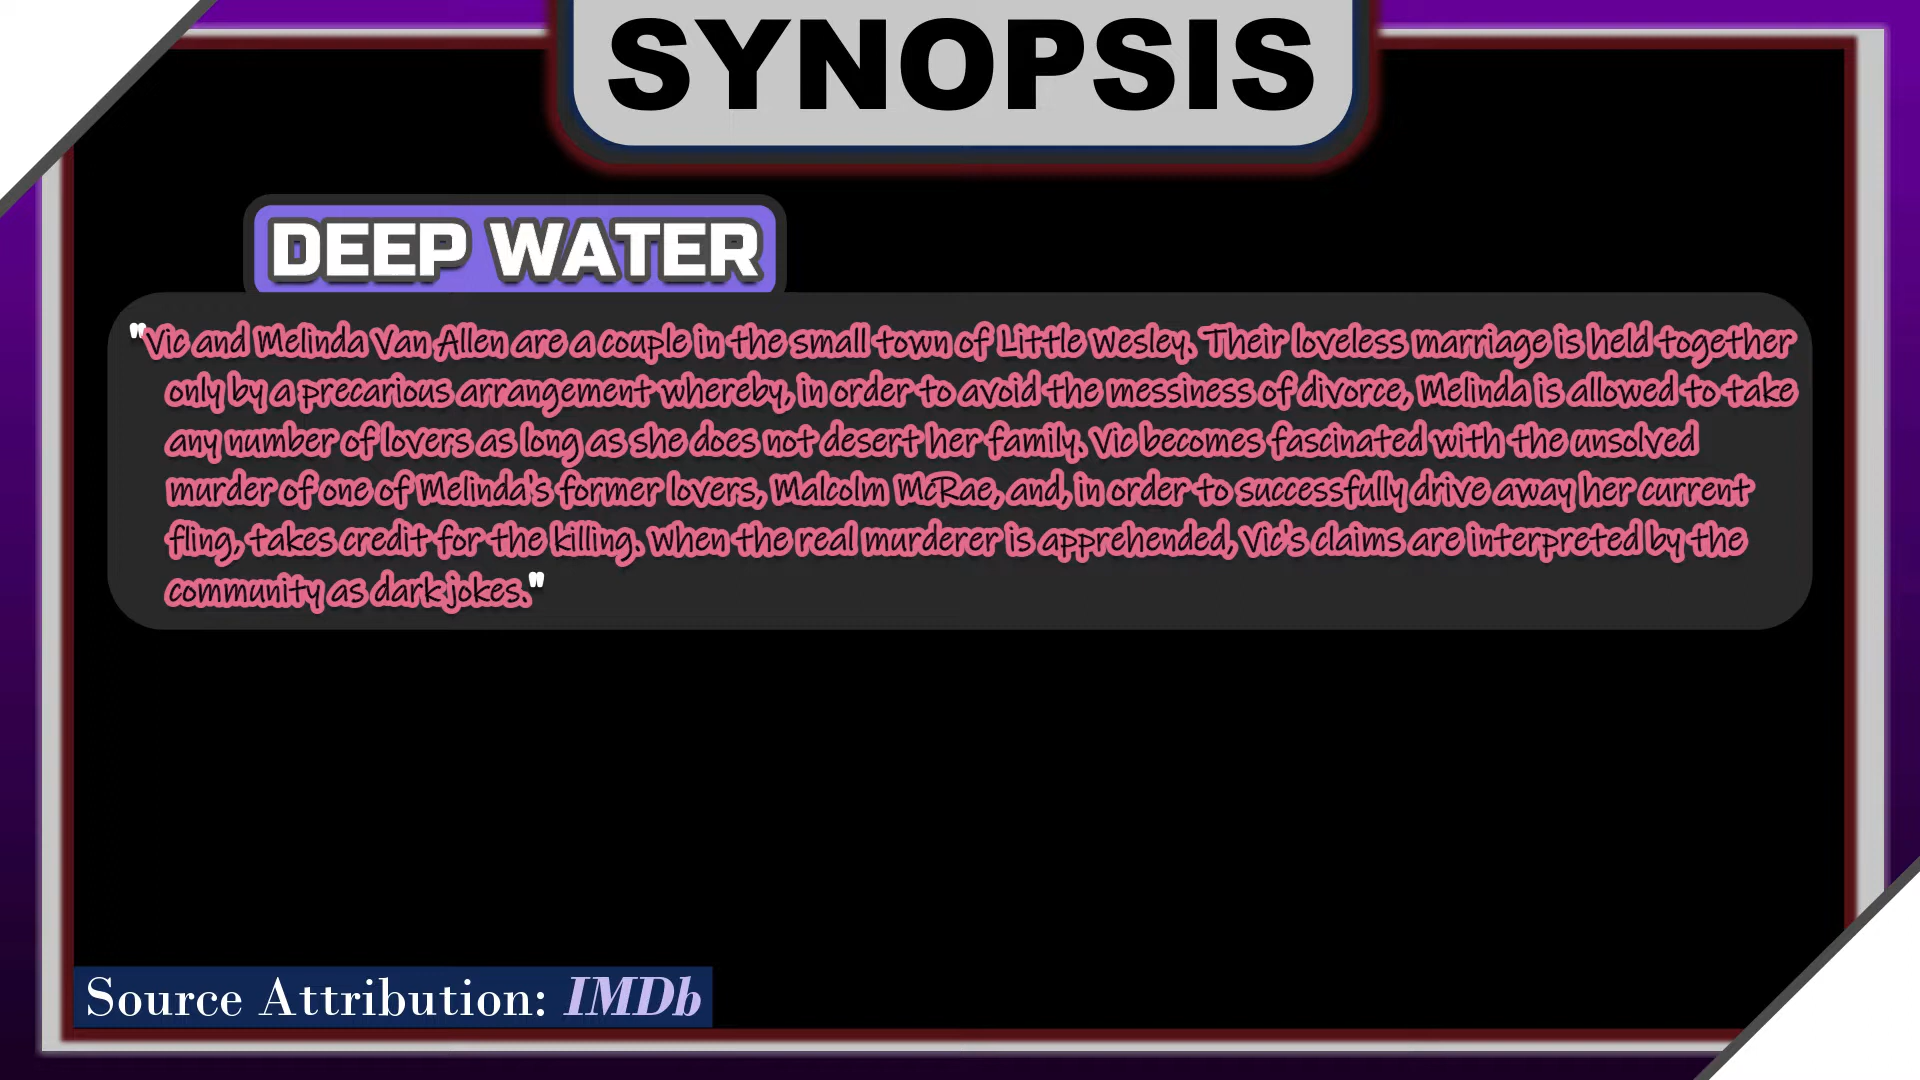 SYNOPSIS
DEEP WATER
"Vic and Melinda Van Allen are a couple in the small town of Little Wesley. Their loveless marriage is held together
only by a precarious arrangement whereby, in order to avoid the messiness of divorce, Melinda is allowed to take
any number of lovers as long as she does not desert her family. Vic becomes fascinated with the unsolved
murder of one of Melinda's former lovers, Malcolm McRae, and, in order to successfully drive away her current
fling, takes credit for the killing. When the real murderer is apprehended, Vic's claims are interpreted by the
community as dark jokes."
Source Attribution: IMDb